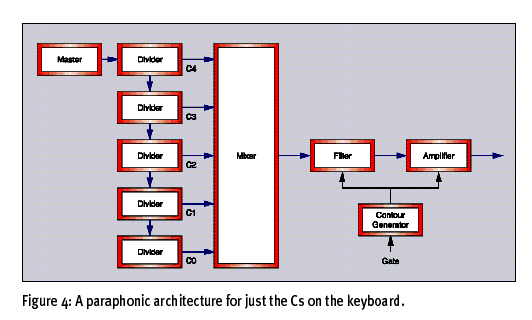 Master
Divider
C4
Divider
C3
Divider
C2
Mixer
Filter
Amplifier
Divider
C1
Contour
Generator
Divider
C0
Gate
Figure 4: A paraphonic architecture for just the Cs on the keyboard.